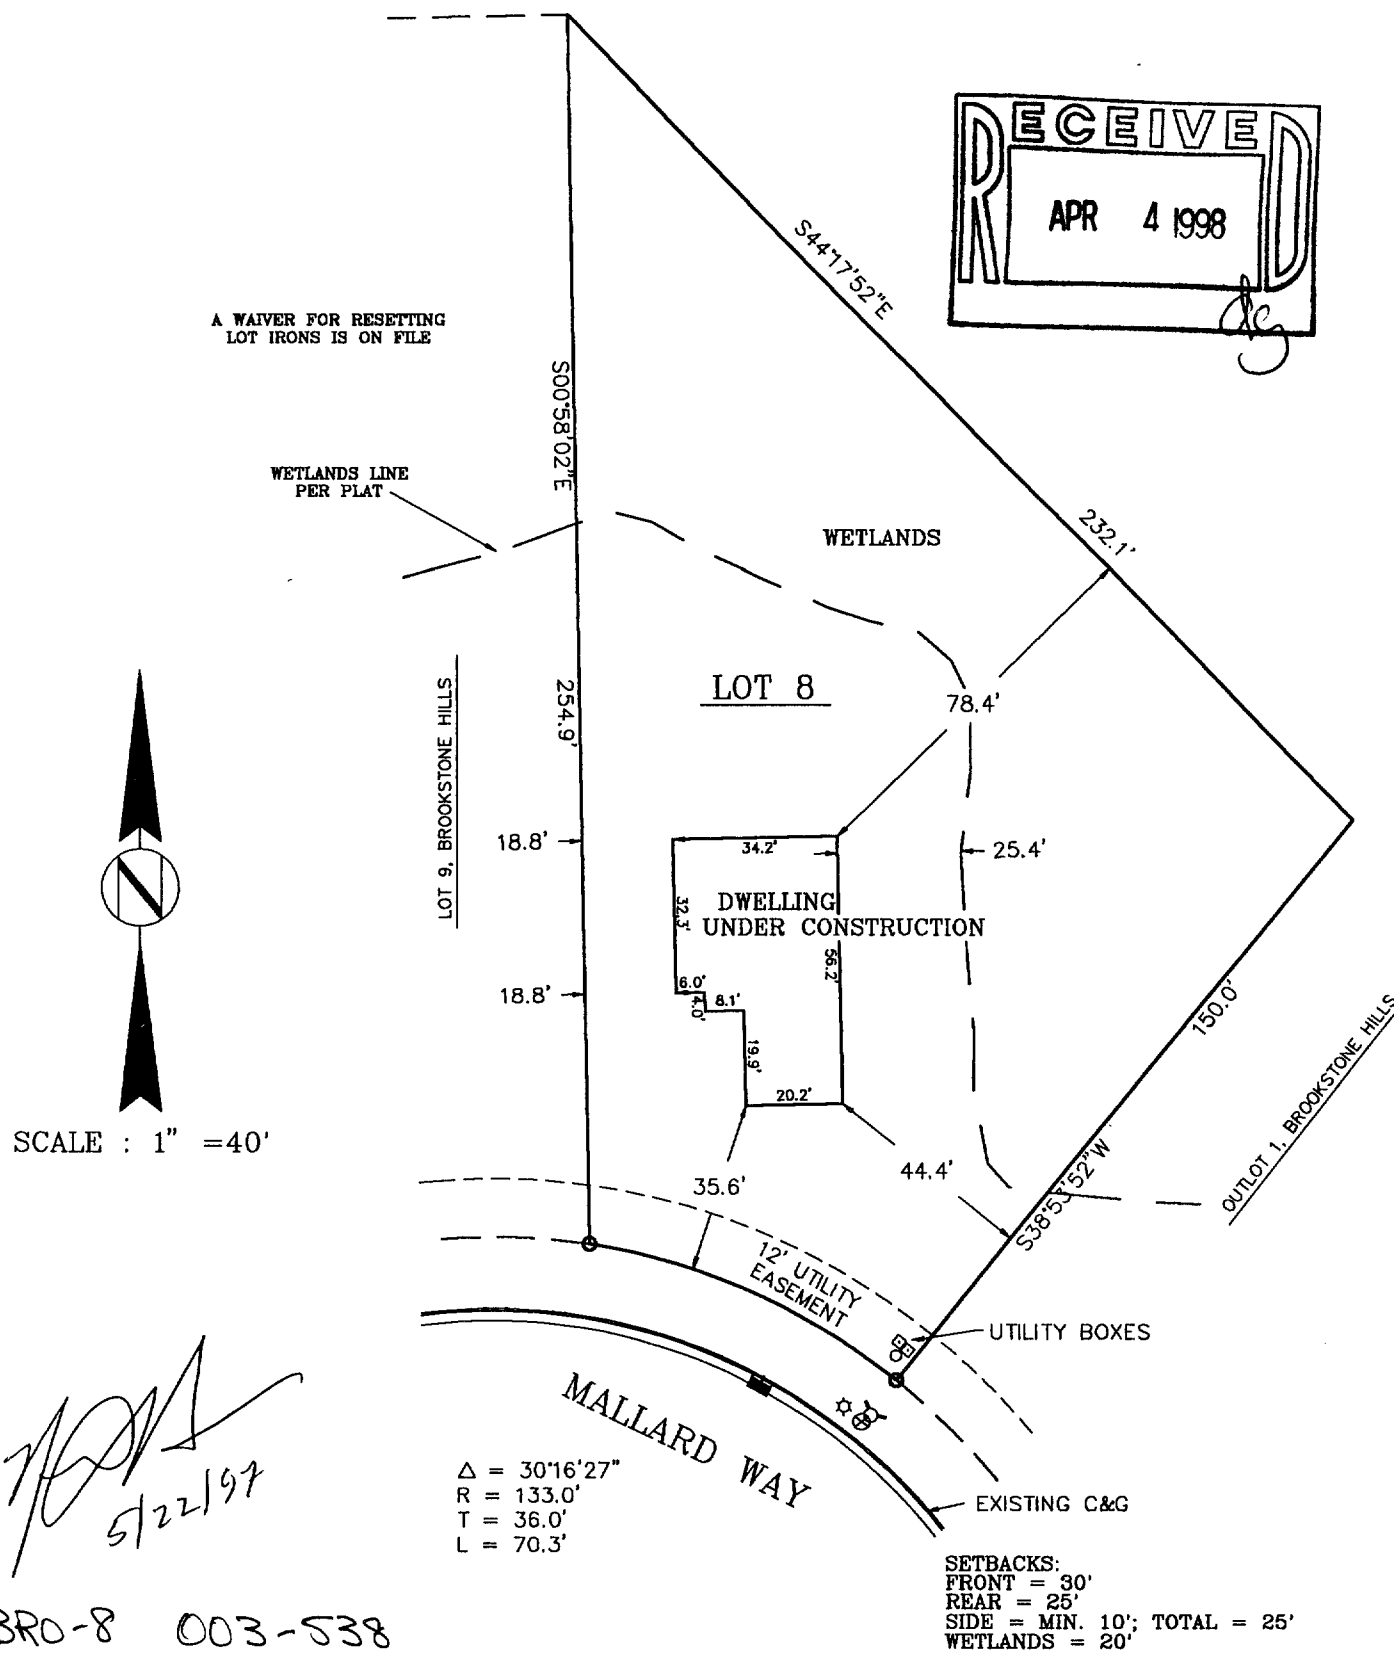 RECEIVED
APR 4 1998
S44°17'52"E
A WAIVER FOR RESETTING
LOT IRONS IS ON FILE
S00°58'02"E
WETLANDS LINE
PER PLAT
WETLANDS
232.1'
LOT 8
78.4'
254.9'
LOT 9, BROOKSTONE HILLS
18.8'
34.2'
25.4'
32.3'
DWELLING
UNDER CONSTRUCTION
56.2'
18.8'
6.0'
4.0'
8.1'
150.0'
19.9'
20.2'
N
SCALE : 1" =40'
35.6'
44.4'
S38°53'52"W
OUTLOT 1, BROOKSTONE HILLS
12' UTILITY
EASEMENT
UTILITY BOXES
MALLARD WAY
5/22/97
Δ = 30°16'27"
R = 133.0'
T = 36.0'
L = 70.3'
EXISTING C&G
SETBACKS:
FRONT = 30'
REAR = 25'
SIDE = MIN. 10'; TOTAL = 25'
WETLANDS = 20'
BRO-8 003-538